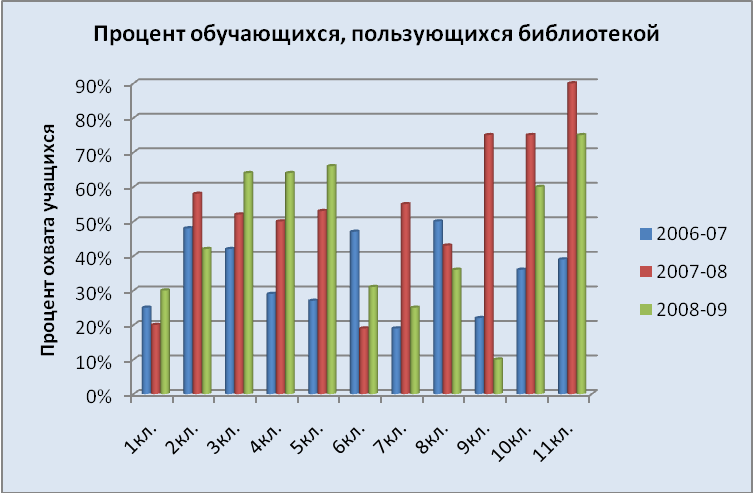 Процент обучающихся, пользующихся библиотекой
Процент охвата учащихся
90%
80%
70%
60%
50%
40%
30%
20%
10%
0%
1кл.
2кл.
3кл.
4кл.
5кл.
6кл.
7кл.
8кл.
9кл.
10кл.
11кл.
2006-07
2007-08
2008-09